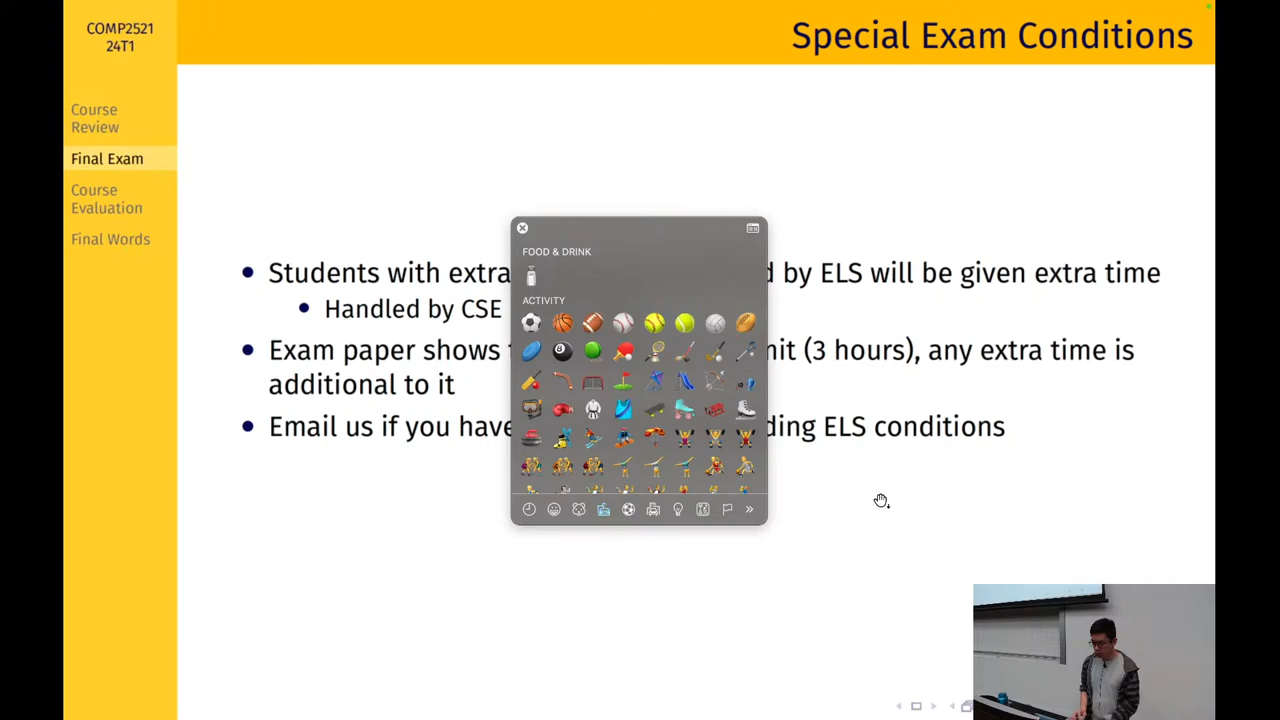 COMP2521
24T1
Special Exam Conditions
Course
Review
Final Exam
Course
Evaluation
Final Words
FOOD & DRINK
ACTIVITY
Students with extra by ELS will be given extra time
Handled by CSE
Exam paper shows (3 hours), any extra time is
additional to it
Email us if you have ELS conditions